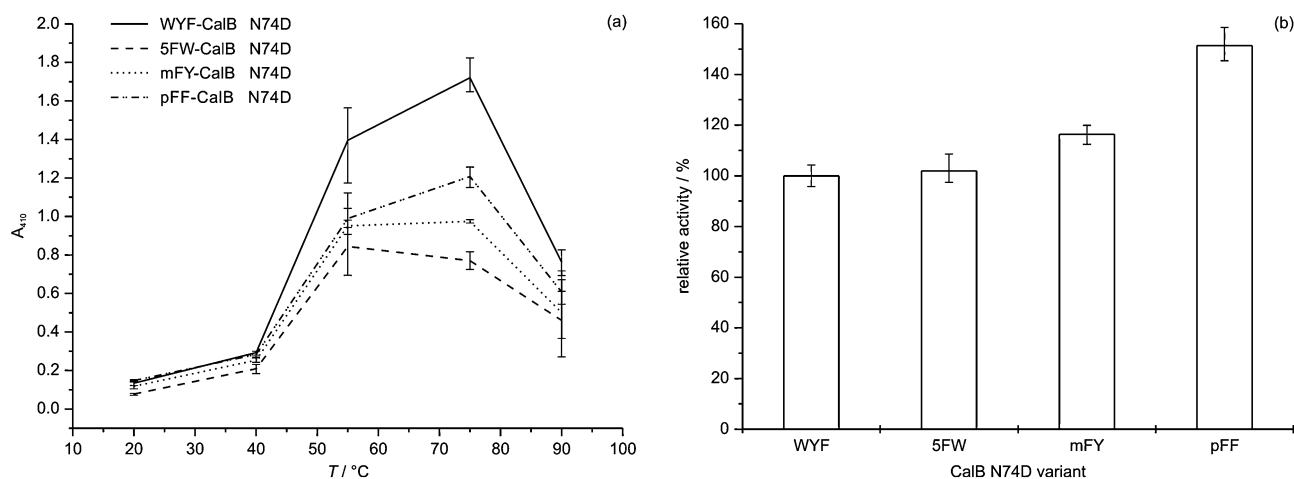 (a)
WYF-CalB N74D
5FW-CalB N74D
mFY-CalB N74D
pFF-CalB N74D
2.0
1.8
1.6
1.4
1.2
1.0
0.8
0.6
0.4
0.2
0.0
A410
10 20 30 40 50 60 70 80 90 100
T / °C
(b)
160
140
120
100
80
60
40
20
0
relative activity / %
WYF 5FW mFY pFF
CalB N74D variant